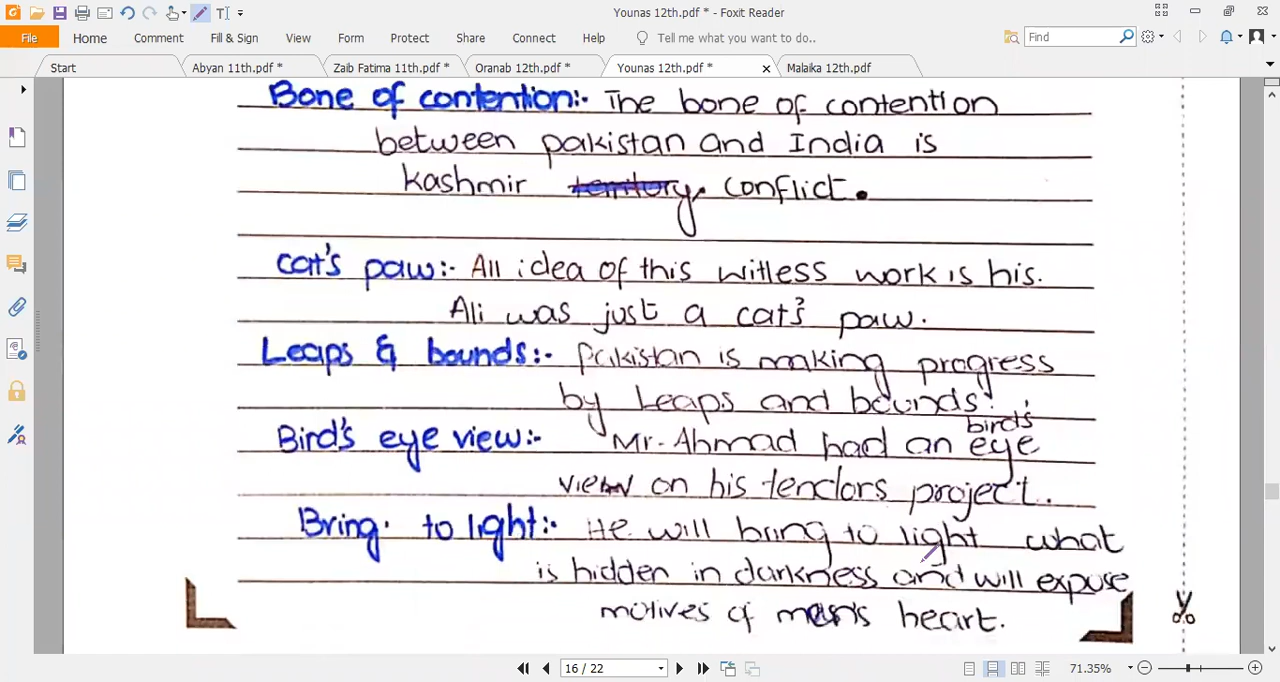 Younas 12th.pdf * - Foxit Reader
File Home Comment Fill & Sign View Form Protect Share Connect Help Tell me what you want to do.. Find
Start Abyan 11th.pdf * Zaib Fatima 11th.pdf * Oranab 12th.pdf * Younas 12th.pdf * Malaika 12th.pdf
Bone of contention:- The bone of contention
between pakistan and India is
kashmir territory. conflict.
cat's paw:- All idea of this witless work is his.
Ali was just a cat's paw.
Leaps & bounds:- Pakistan is making progress
by Leaps and bounds.
bird's
Bird's eye view:- Mr. Ahmad had an eye
view on his tendors project.
Bring to light:- He will bring to light what
is hidden in darkness and will expose
motives of heart.
16 / 22 71.35%